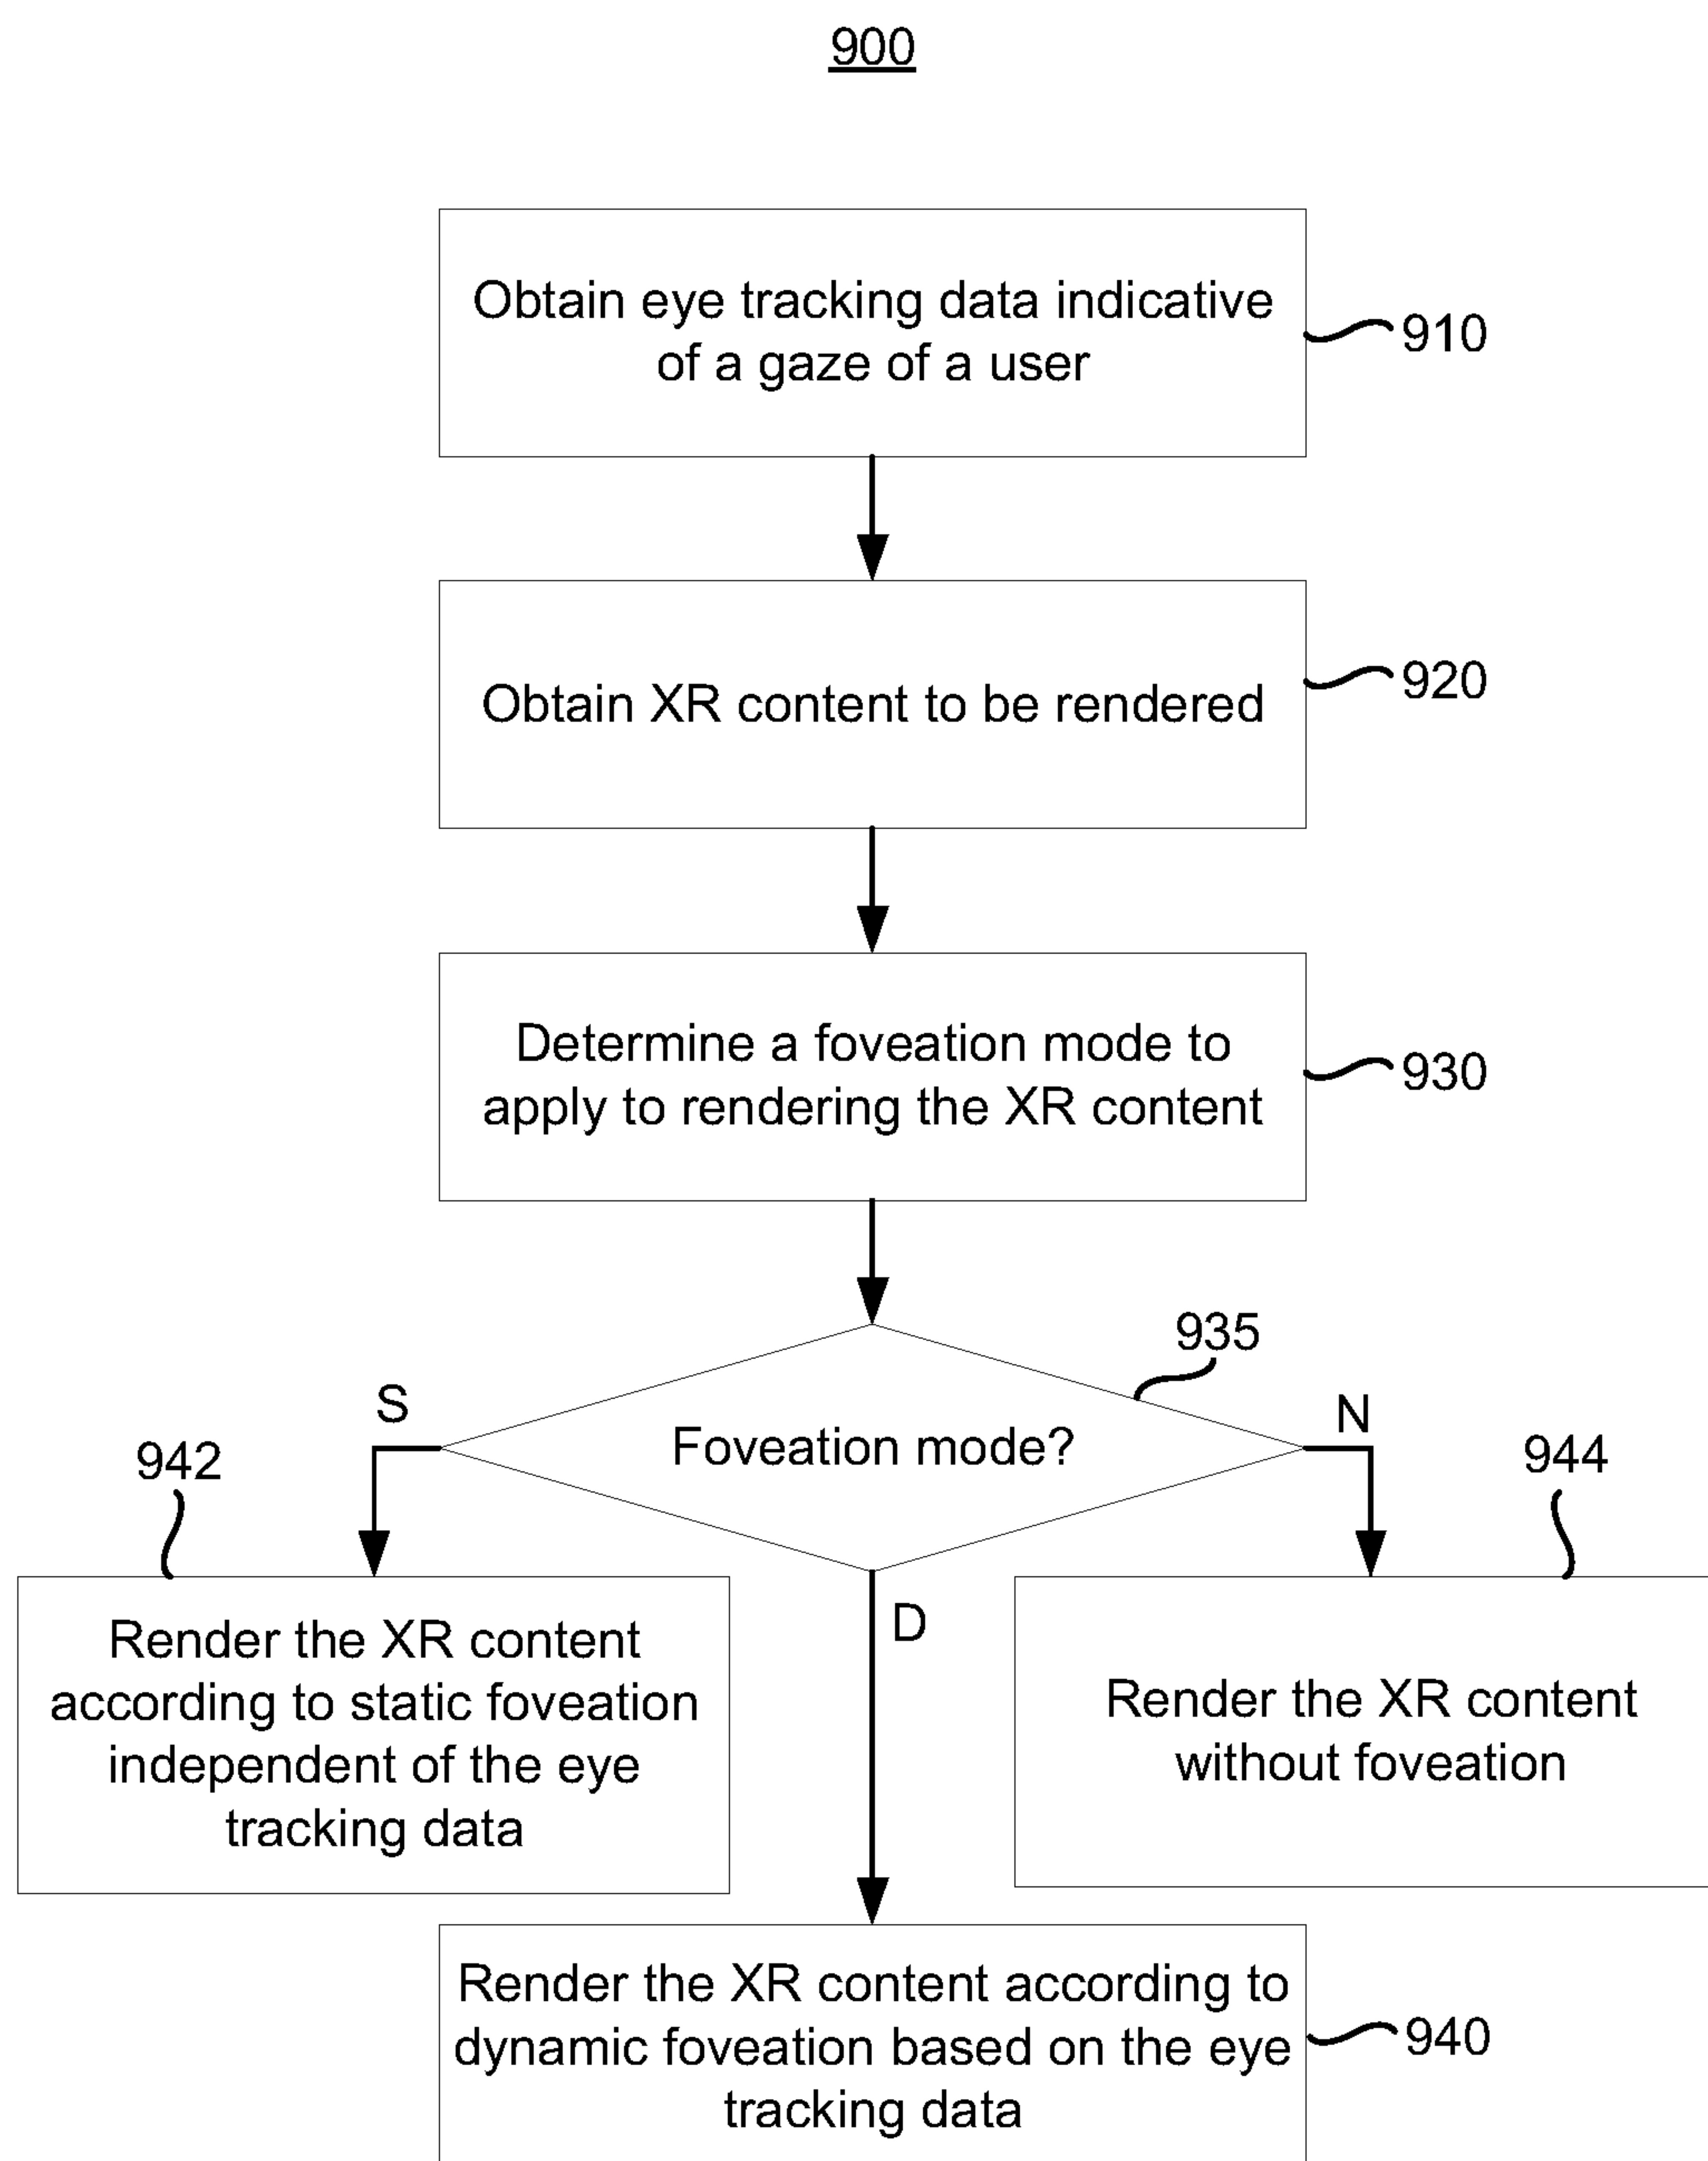 900
Obtain eye tracking data indicative
of a gaze of a user
910
Obtain XR content to be rendered
920
Determine a foveation mode to
apply to rendering the XR content
930
935
S
Foveation mode?
N
942
944
D
Render the XR content
according to static foveation
independent of the eye
tracking data
Render the XR content
without foveation
Render the XR content according to
dynamic foveation based on the eye
tracking data
940